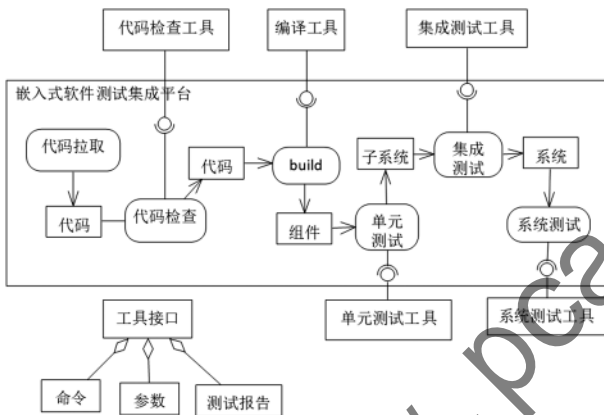 代码检查工具
编译工具
集成测试工具
嵌入式软件测试集成平台
代码拉取
代码
代码检查
代码
build
组件
子系统
单元
测试
集成
测试
系统
系统测试
工具接口
单元测试工具
系统测试工具
命令
参数
测试报告
pca